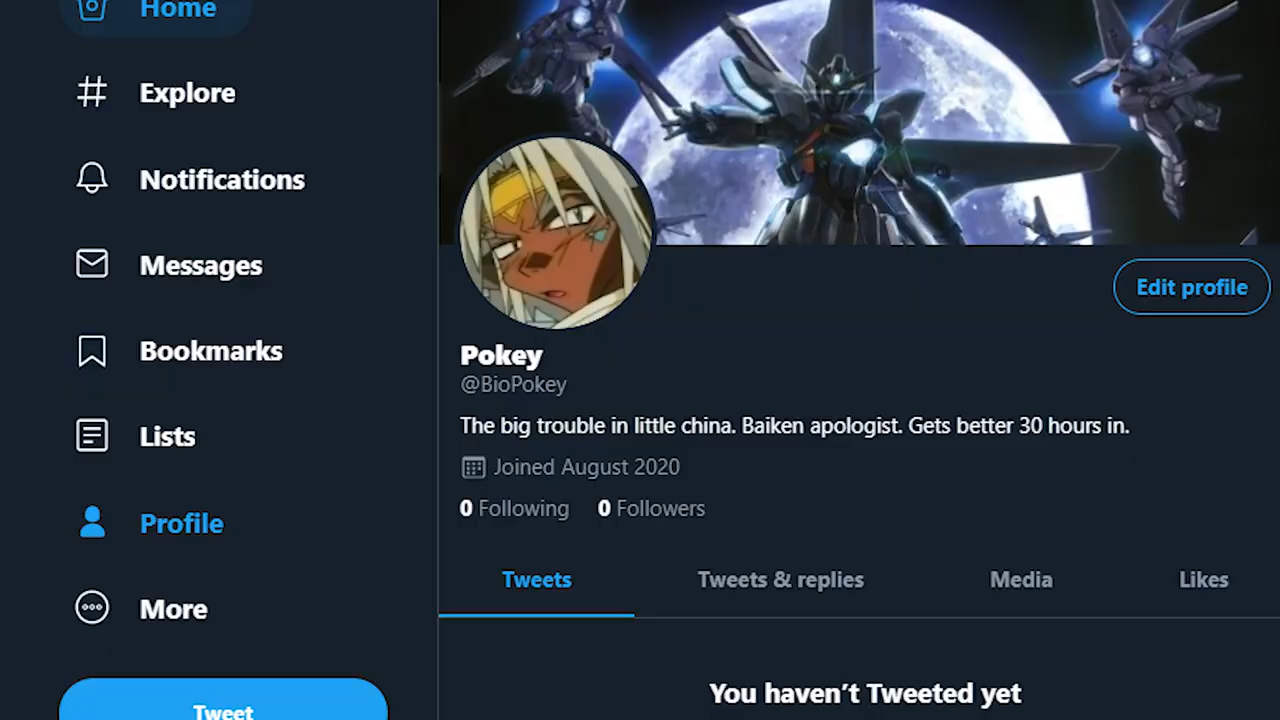 Home
Explore
Notifications
Messages
Bookmarks
Lists
Profile
More
Tweet
Edit profile
Pokey
@BioPokey
The big trouble in little china. Baiken apologist. Gets better 30 hours in.
Joined August 2020
0 Following 0 Followers
Tweets Tweets & replies Media Likes
You haven’t Tweeted yet